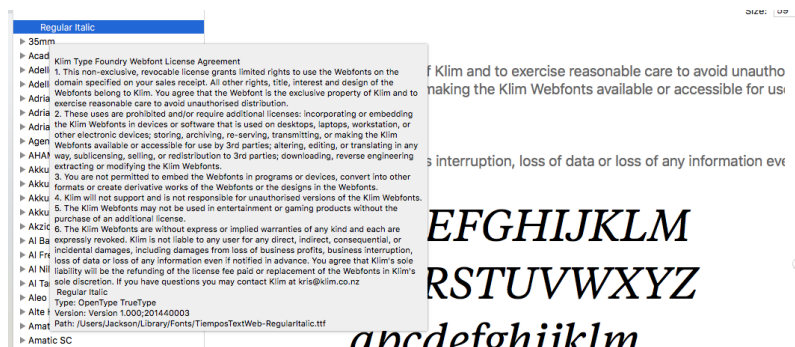 Size: 59
Regular Italic
35mm
Acad
Adell
Adell
Adria
Adria
Adria
Agen
AHAM
Akku
Akku
Akku
Akku
Akzid
Al Ba
Al Fre
Al Nil
Al Ta
Aleo
Alte H
Amat
Amatic SC
Klim Type Foundry Webfont License Agreement
1. This non-exclusive, revocable license grants limited rights to use the Webfonts on the
domain specified on your sales receipt. All other rights, title, interest and design of the
Webfonts belong to Klim. You agree that the Webfont is the exclusive property of Klim and to
exercise reasonable care to avoid unauthorised distribution.
2. These uses are prohibited and/or require additional licenses: incorporating or embedding
the Klim Webfonts in devices or software that is used on desktops, laptops, workstation, or
other electronic devices; storing, archiving, re-serving, transmitting, or making the Klim
Webfonts available or accessible for use by 3rd parties; altering, editing, or translating in any
way, sublicensing, selling, or redistribution to 3rd parties; downloading, reverse engineering
extracting or modifying the Klim Webfonts.
3. You are not permitted to embed the Webfonts in programs or devices, convert into other
formats or create derivative works of the Webfonts or the designs in the Webfonts.
4. Klim will not support and is not responsible for unauthorised versions of the Klim Webfonts.
5. The Klim Webfonts may not be used in entertainment or gaming products without the
purchase of an additional license.
6. The Klim Webfonts are without express or implied warranties of any kind and each are
expressly revoked. Klim is not liable to any user for any direct, indirect, consequential, or
incidental damages, including damages from loss of business profits, business interruption,
loss of data or loss of any information even if notified in advance. You agree that Klim's sole
liability will be the refunding of the license fee paid or replacement of the Webfonts in Klim's
sole discretion. If you have questions you may contact Klim at kris@klim.co.nz
Regular Italic
Type: OpenType TrueType
Version: Version 1.000;201440003
Path: /Users/Jackson/Library/Fonts/TiemposTextWeb-RegularItalic.ttf
f Klim and to exercise reasonable care to avoid unautho
making the Klim Webfonts available or accessible for use
s interruption, loss of data or loss of any information eve
EFGHIJKLM
RSTUVWXYZ
abcdefghijklm